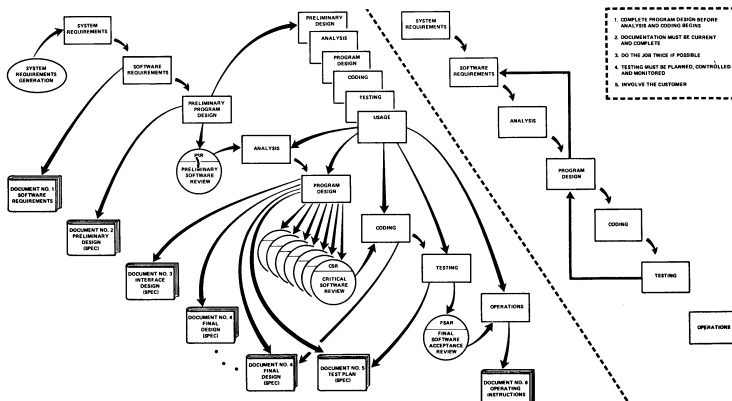 SYSTEM
REQUIREMENTS
SYSTEM
REQUIREMENTS
GENERATION
SOFTWARE
REQUIREMENTS
PRELIMINARY
PROGRAM
DESIGN
PRELIMINARY
DESIGN
ANALYSIS
PROGRAM
DESIGN
CODING
TESTING
USAGE
PSR
PRELIMINARY
SOFTWARE
REVIEW
ANALYSIS
PROGRAM
DESIGN
DOCUMENT NO. 1
SOFTWARE
REQUIREMENTS
DOCUMENT NO. 2
PRELIMINARY
DESIGN
(SPEC)
DOCUMENT NO. 3
INTERFACE
DESIGN
(SPEC)
DOCUMENT NO. 4
FINAL
DESIGN
(SPEC)
DOCUMENT NO. 4
FINAL
DESIGN
(SPEC)
DOCUMENT NO. 5
TEST PLAN
(SPEC)
CSR
CRITICAL
SOFTWARE
REVIEW
CODING
TESTING
FSAR
FINAL
SOFTWARE
ACCEPTANCE
REVIEW
OPERATIONS
DOCUMENT NO. 6
OPERATING
INSTRUCTIONS
SYSTEM
REQUIREMENTS
SOFTWARE
REQUIREMENTS
ANALYSIS
PROGRAM
DESIGN
CODING
TESTING
OPERATIONS
1. COMPLETE PROGRAM DESIGN BEFORE
ANALYSIS AND CODING BEGINS
2. DOCUMENTATION MUST BE CURRENT
AND COMPLETE
3. DO THE JOB TWICE IF POSSIBLE
4. TESTING MUST BE PLANNED, CONTROLLED
AND MONITORED
5. INVOLVE THE CUSTOMER